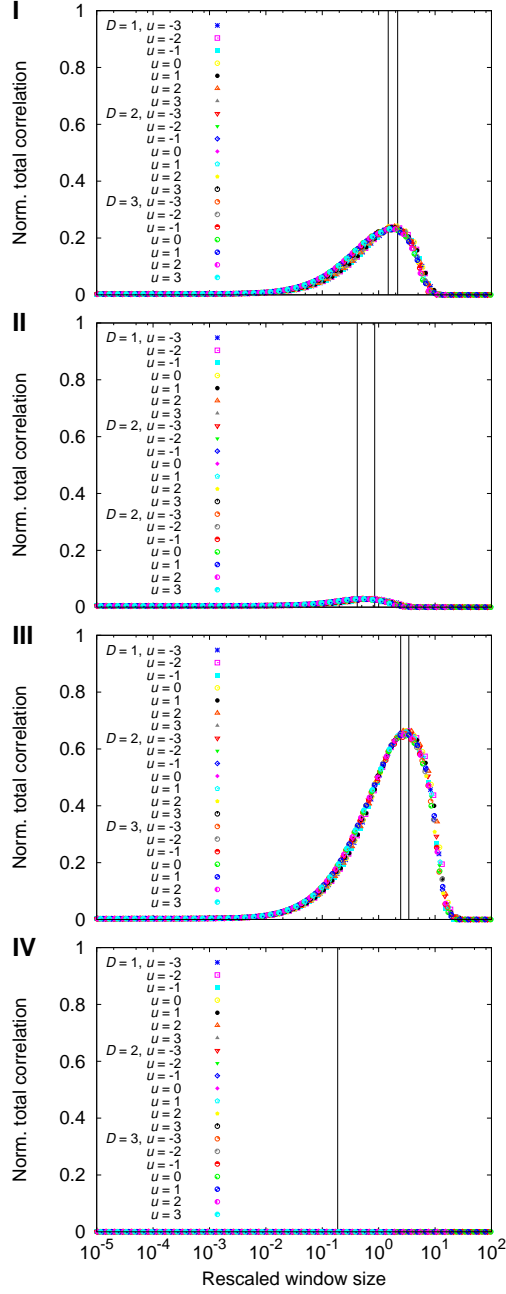 I
Norm. total correlation
1
0.8
0.6
0.4
0.2
0
D = 1, u = -3
u = -2
u = -1
u = 0
u = 1
u = 2
u = 3
D = 2, u = -3
u = -2
u = -1
u = 0
u = 1
u = 2
u = 3
D = 3, u = -3
u = -2
u = -1
u = 0
u = 1
u = 2
u = 3
II
Norm. total correlation
1
0.8
0.6
0.4
0.2
0
D = 1, u = -3
u = -2
u = -1
u = 0
u = 1
u = 2
u = 3
D = 2, u = -3
u = -2
u = -1
u = 0
u = 1
u = 2
u = 3
D = 2, u = -3
u = -2
u = -1
u = 0
u = 1
u = 2
u = 3
III
Norm. total correlation
1
0.8
0.6
0.4
0.2
0
D = 1, u = -3
u = -2
u = -1
u = 0
u = 1
u = 2
u = 3
D = 2, u = -3
u = -2
u = -1
u = 0
u = 1
u = 2
u = 3
D = 3, u = -3
u = -2
u = -1
u = 0
u = 1
u = 2
u = 3
IV
Norm. total correlation
1
0.8
0.6
0.4
0.2
0
D = 1, u = -3
u = -2
u = -1
u = 0
u = 1
u = 2
u = 3
D = 2, u = -3
u = -2
u = -1
u = 0
u = 1
u = 2
u = 3
D = 3, u = -3
u = -2
u = -1
u = 0
u = 1
u = 2
u = 3
10^-5 10^-4 10^-3 10^-2 10^-1 10^0 10^1 10^2
Rescaled window size